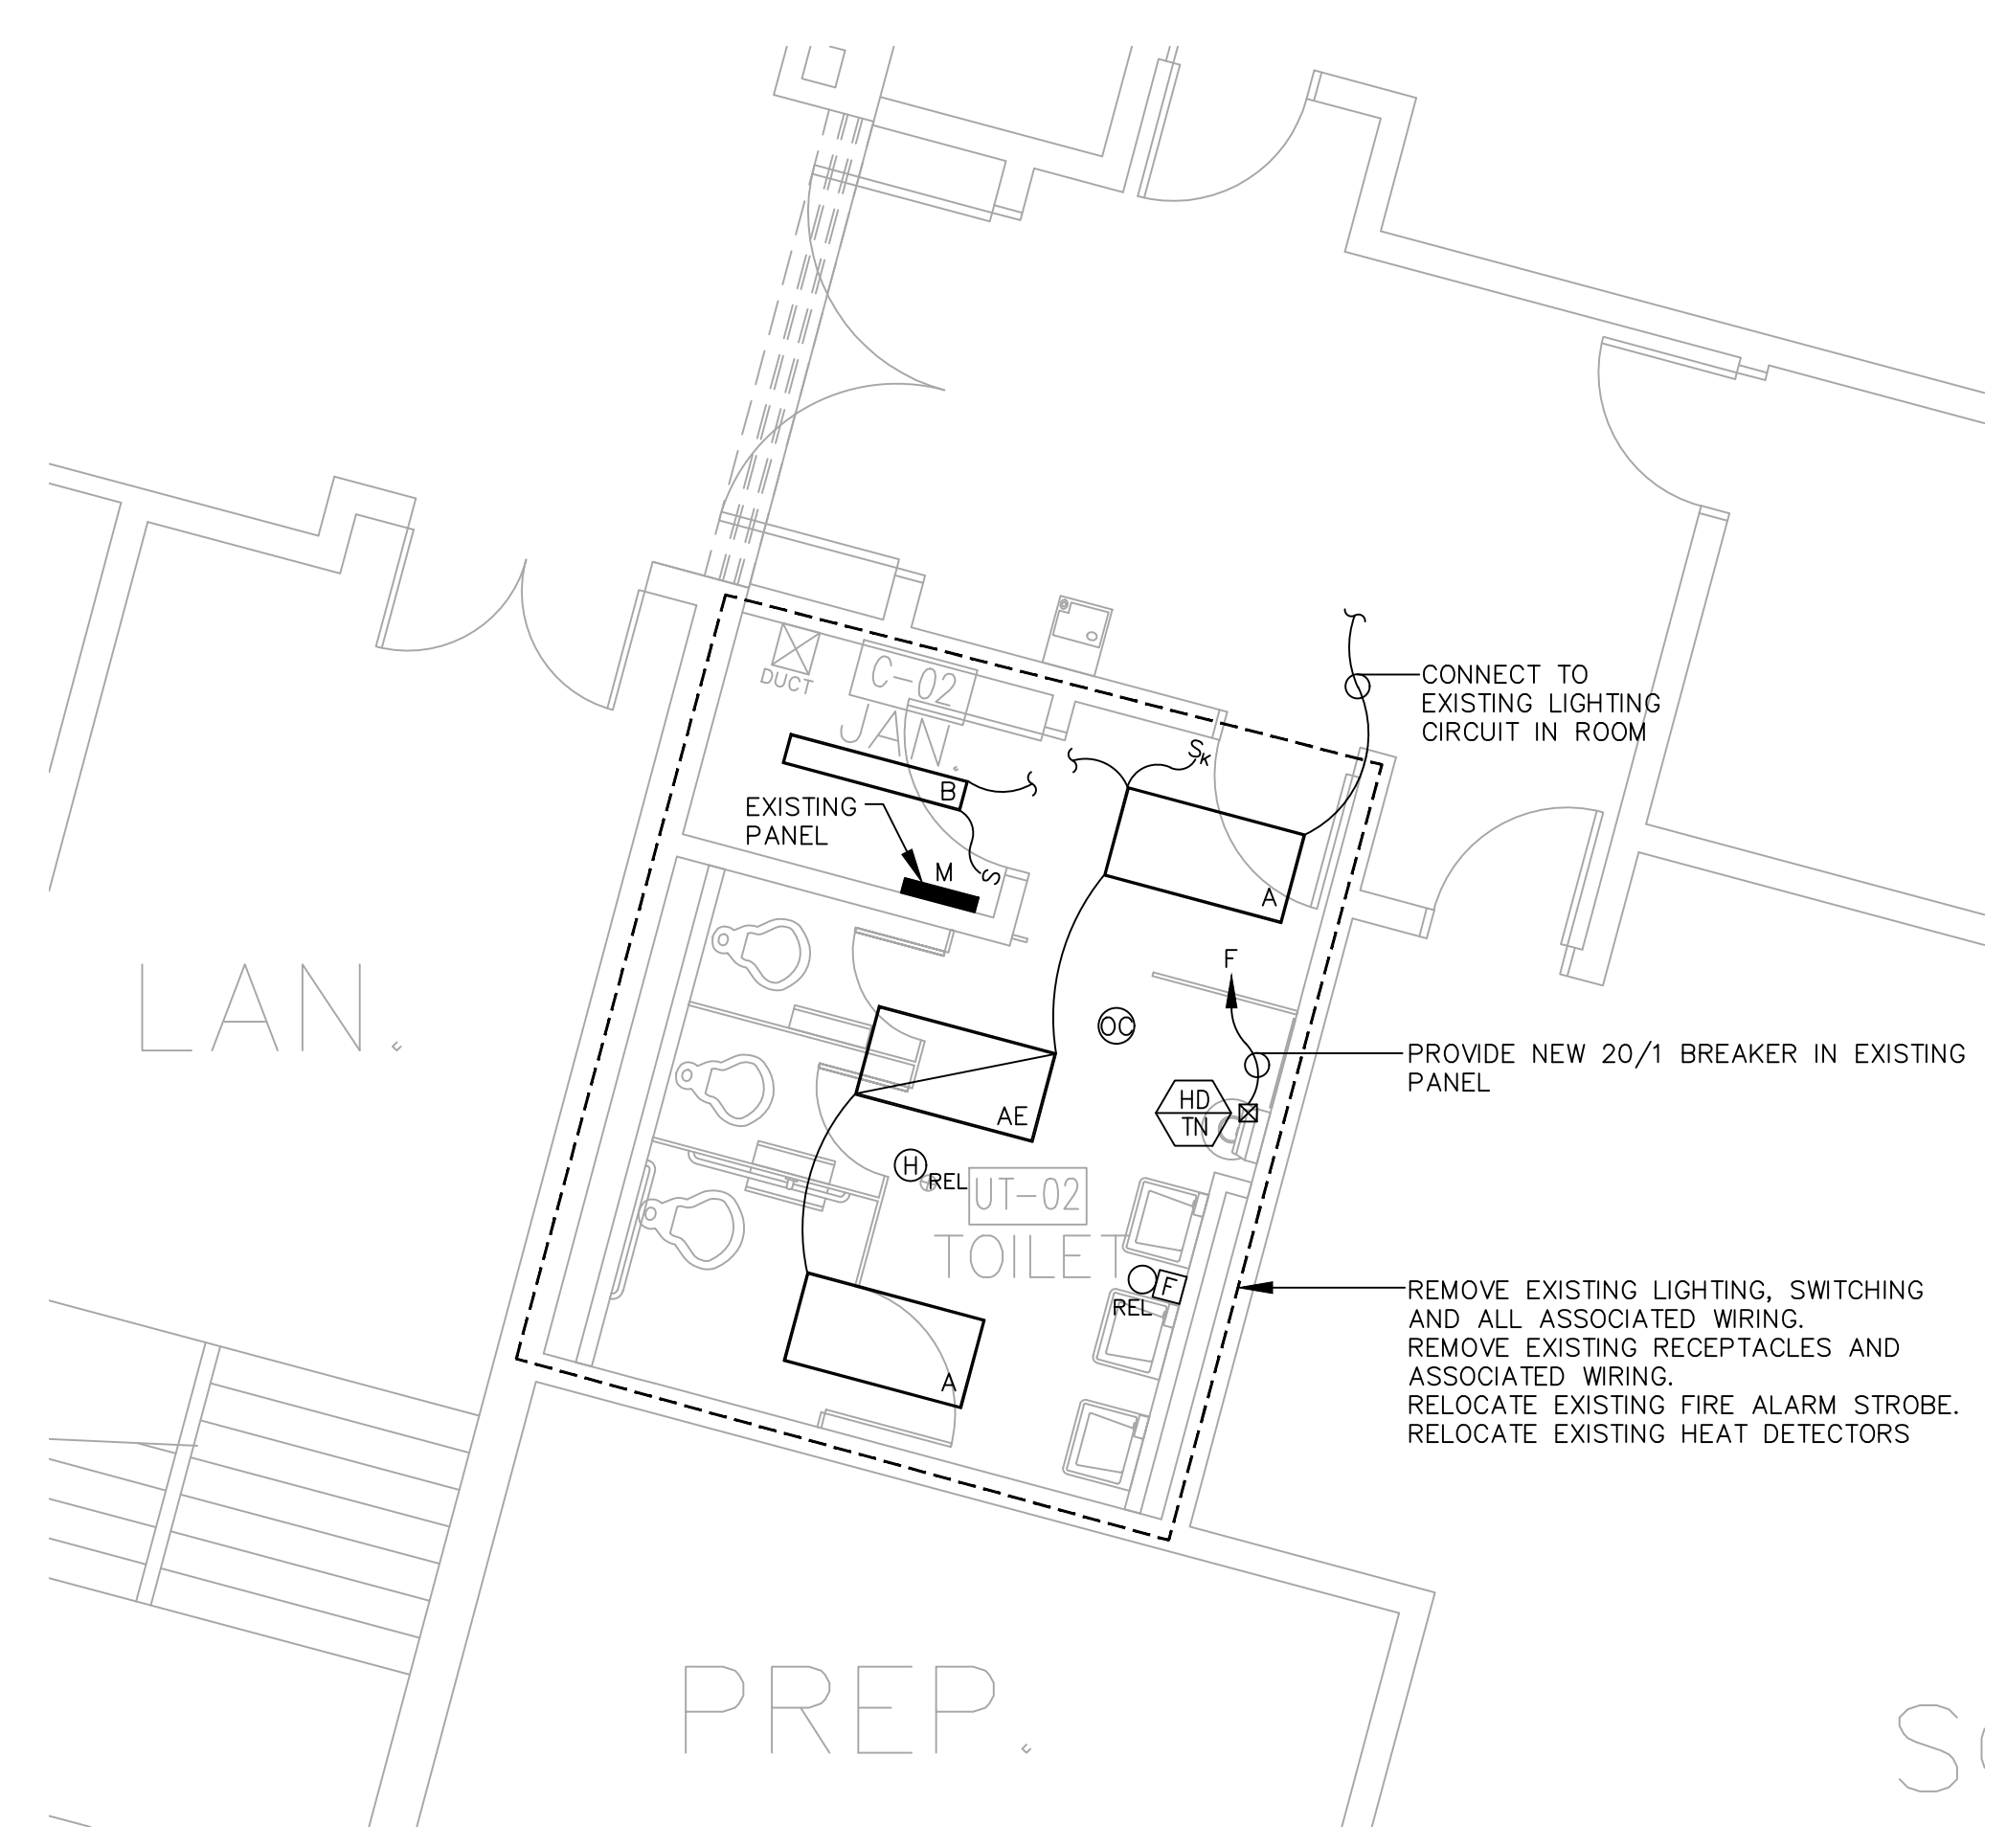 CONNECT TO
EXISTING LIGHTING
CIRCUIT IN ROOM
C-02
JAN.
DUCT
B
EXISTING
PANEL
M
S
SK
A
F
LAN.
OC
PROVIDE NEW 20/1 BREAKER IN EXISTING
PANEL
HD
TN
AE
H
REL
UT-02
TOILET
F
REL
REMOVE EXISTING LIGHTING, SWITCHING
AND ALL ASSOCIATED WIRING.
REMOVE EXISTING RECEPTACLES AND
ASSOCIATED WIRING.
RELOCATE EXISTING FIRE ALARM STROBE.
RELOCATE EXISTING HEAT DETECTORS
A
PREP.